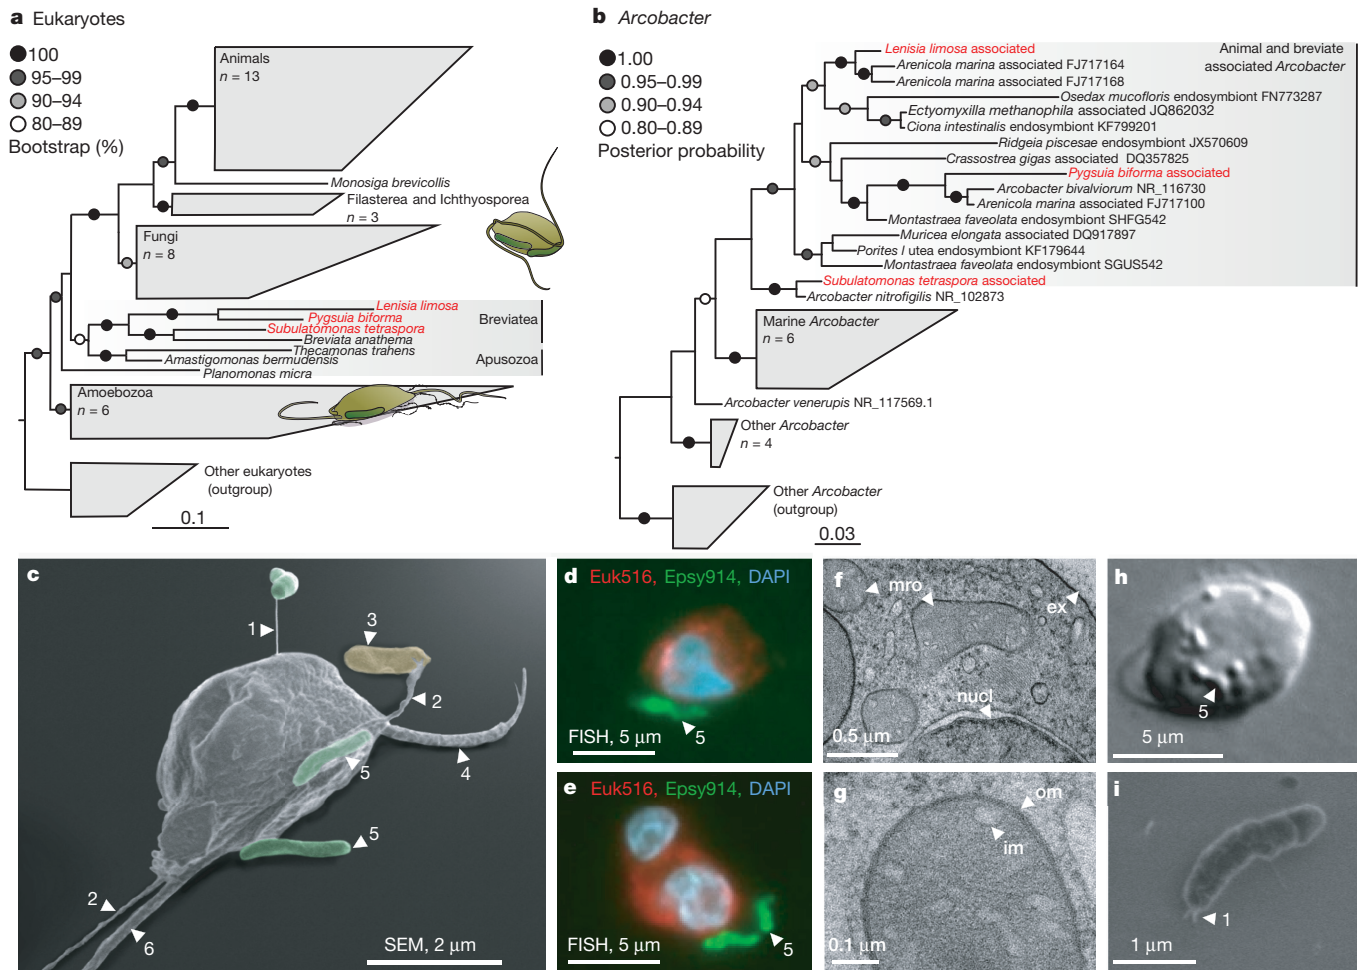 a Eukaryotes
100
95–99
90–94
80–89
Bootstrap (%)
Animals
n = 13
Monosiga brevicollis
Filasterea and Ichthyosporea
n = 3
Fungi
n = 8
Lenisia limosa
Pygsuia biforma
Subulatomonas tetraspora
Breviata anathema
Breviatea
Thecamonas trahens
Amastigomonas bermudensis
Apusozoa
Planomonas micra
Amoebozoa
n = 6
Other eukaryotes
(outgroup)
0.1
b Arcobacter
1.00
0.95–0.99
0.90–0.94
0.80–0.89
Posterior probability
Animal and breviate
associated Arcobacter
Lenisia limosa associated
Arenicola marina associated FJ717164
Arenicola marina associated FJ717168
Osedax mucofloris endosymbiont FN773287
Ectyomyxilla methanophila associated JQ862032
Ciona intestinalis endosymbiont KF799201
Ridgeia piscesae endosymbiont JX570609
Crassostrea gigas associated DQ357825
Pygsuia biforma associated
Arcobacter bivalviorum NR_116730
Arenicola marina associated FJ717100
Montastraea faveolata endosymbiont SHFG542
Muricea elongata associated DQ917897
Porites l utea endosymbiont KF179644
Montastraea faveolata endosymbiont SGUS542
Subulatomonas tetraspora associated
Arcobacter nitrofigilis NR_102873
Marine Arcobacter
n = 6
Arcobacter venerupis NR_117569.1
Other Arcobacter
n = 4
Other Arcobacter
(outgroup)
0.03
c
1
3
2
4
5
5
2
6
SEM, 2 µm
d Euk516, Epsy914, DAPI
5
FISH, 5 µm
e Euk516, Epsy914, DAPI
5
FISH, 5 µm
f
mro
ex
nucl
0.5 µm
g
om
im
0.1 µm
h
5
5 µm
i
1
1 µm